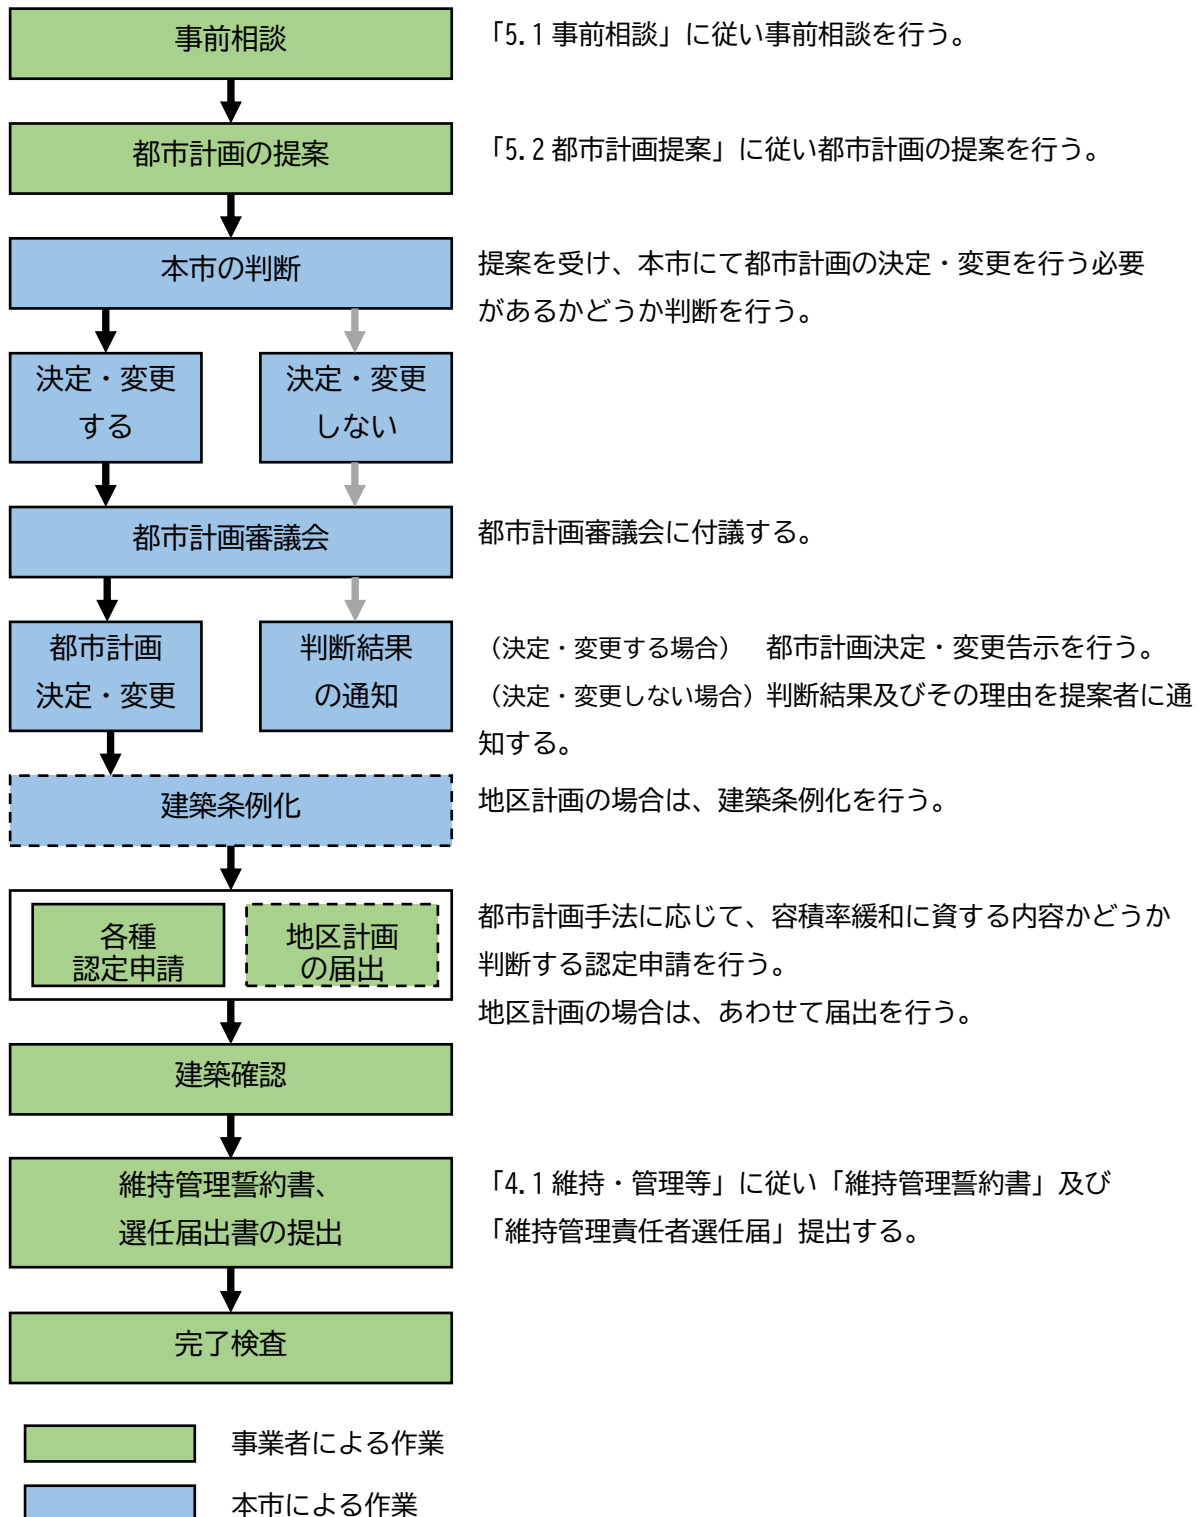 事前相談
「5.1事前相談」に従い事前相談を行う。
都市計画の提案
「5.2都市計画提案」に従い都市計画の提案を行う。
本市の判断
提案を受け、本市にて都市計画の決定・変更を行う必要
があるかどうか判断を行う。
決定・変更
する
決定・変更
しない
都市計画審議会
都市計画審議会に付議する。
都市計画
決定・変更
判断結果
の通知
（決定・変更する場合）　都市計画決定・変更告示を行う。
（決定・変更しない場合）判断結果及びその理由を提案者に通
知する。
建築条例化
地区計画の場合は、建築条例化を行う。
各種
認定申請
地区計画
の届出
都市計画手法に応じて、容積率緩和に資する内容かどうか
判断する認定申請を行う。
地区計画の場合は、あわせて届出を行う。
建築確認
維持管理誓約書、
選任届出書の提出
「4.1維持・管理等」に従い「維持管理誓約書」及び
「維持管理責任者選任届」提出する。
完了検査
事業者による作業
本市による作業